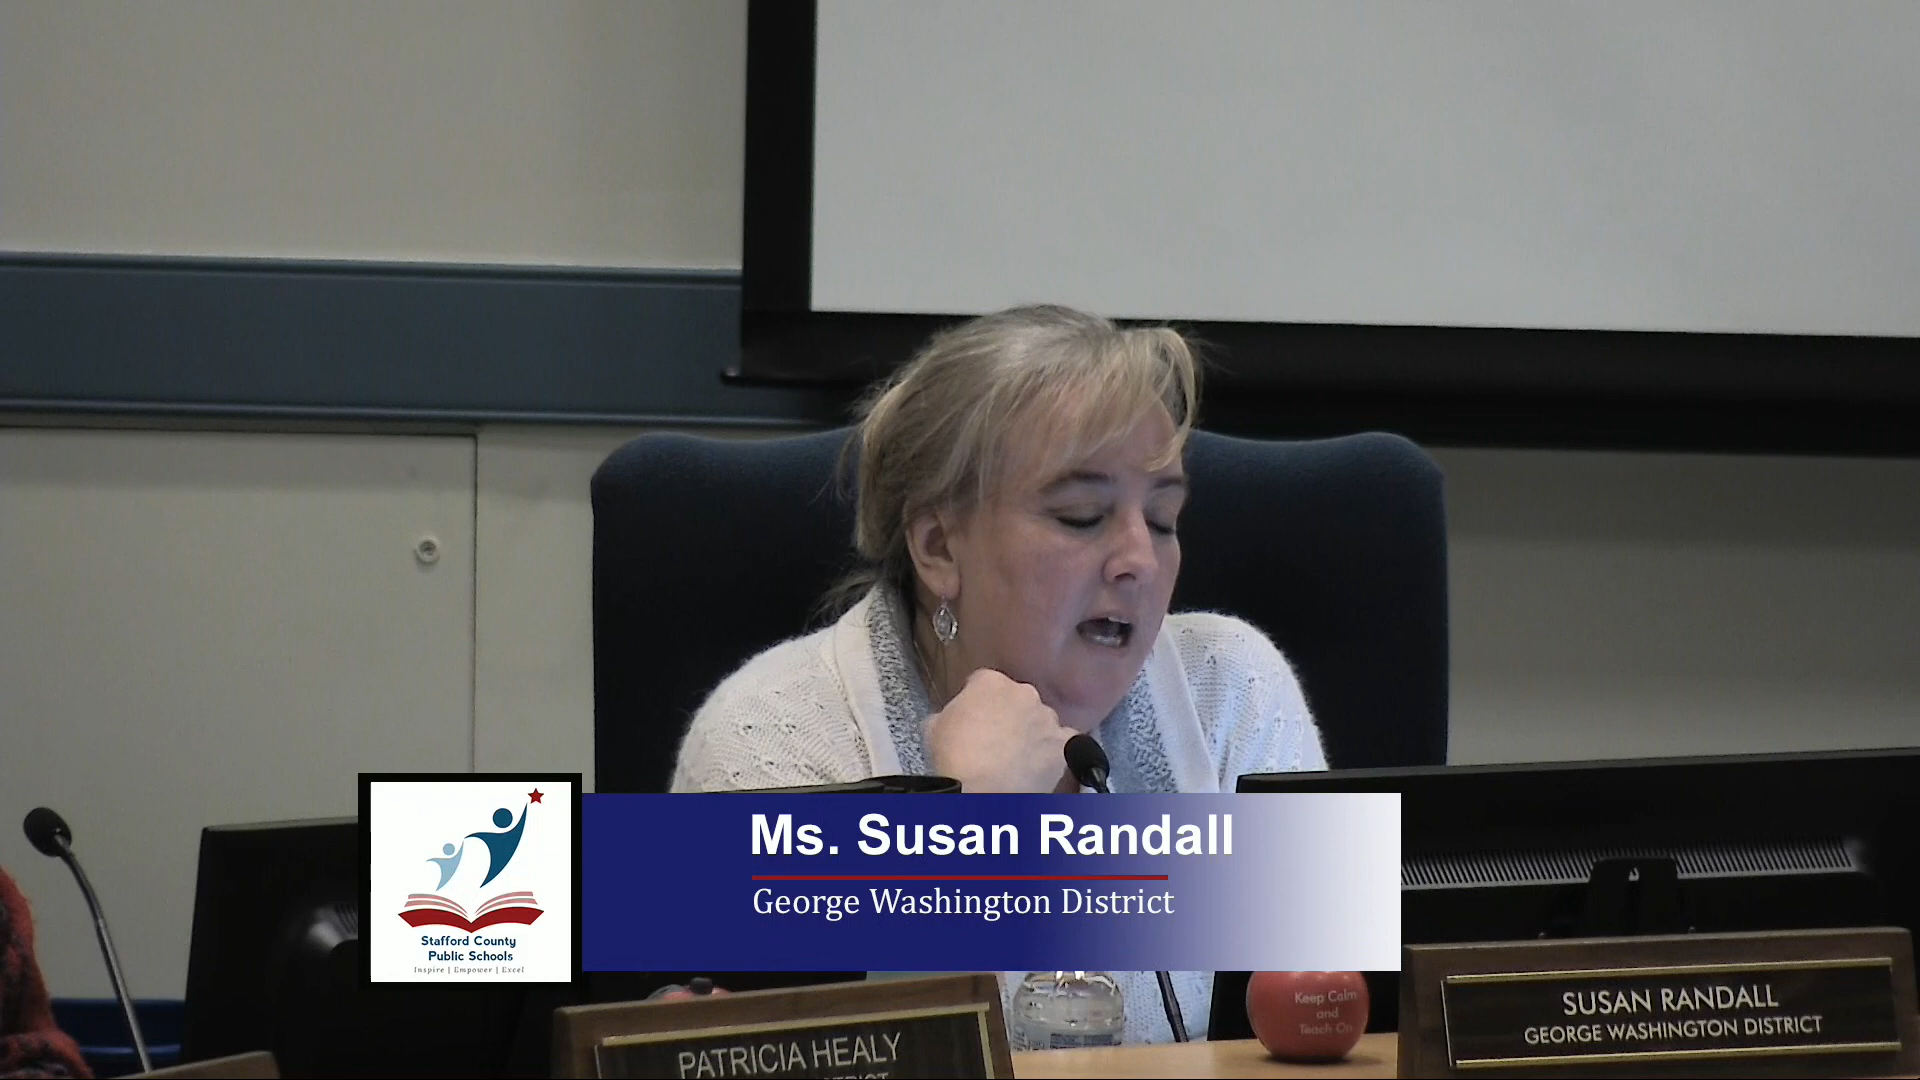 Ms. Susan Randall
George Washington District
Stafford County
Public Schools
Inspire | Empower | Excel
Keep Calm
and
Teach On
SUSAN RANDALL
GEORGE WASHINGTON DISTRICT
PATRICIA HEALY